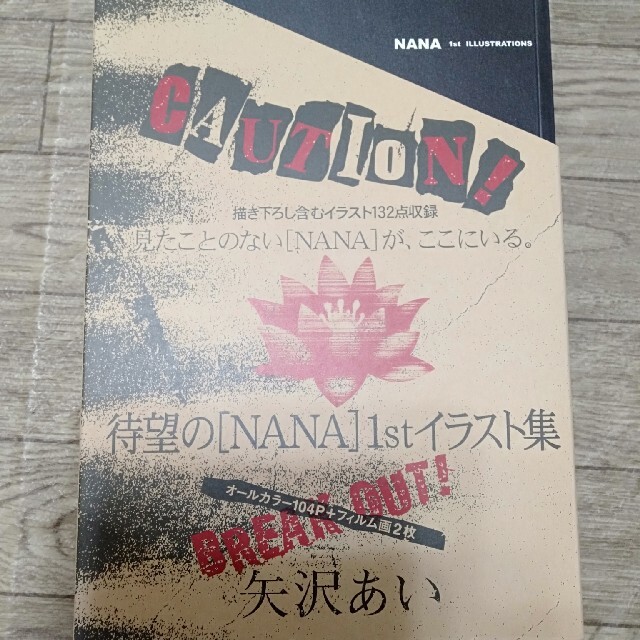 NANA 1st ILLUSTRATIONS
CAUTION!
描き下ろし含むイラスト132点収録
見たことのない[NANA]が、ここにいる。
待望の[NANA]1stイラスト集
BREAK OUT!
オールカラー104P+フィルム画2枚
矢沢あい